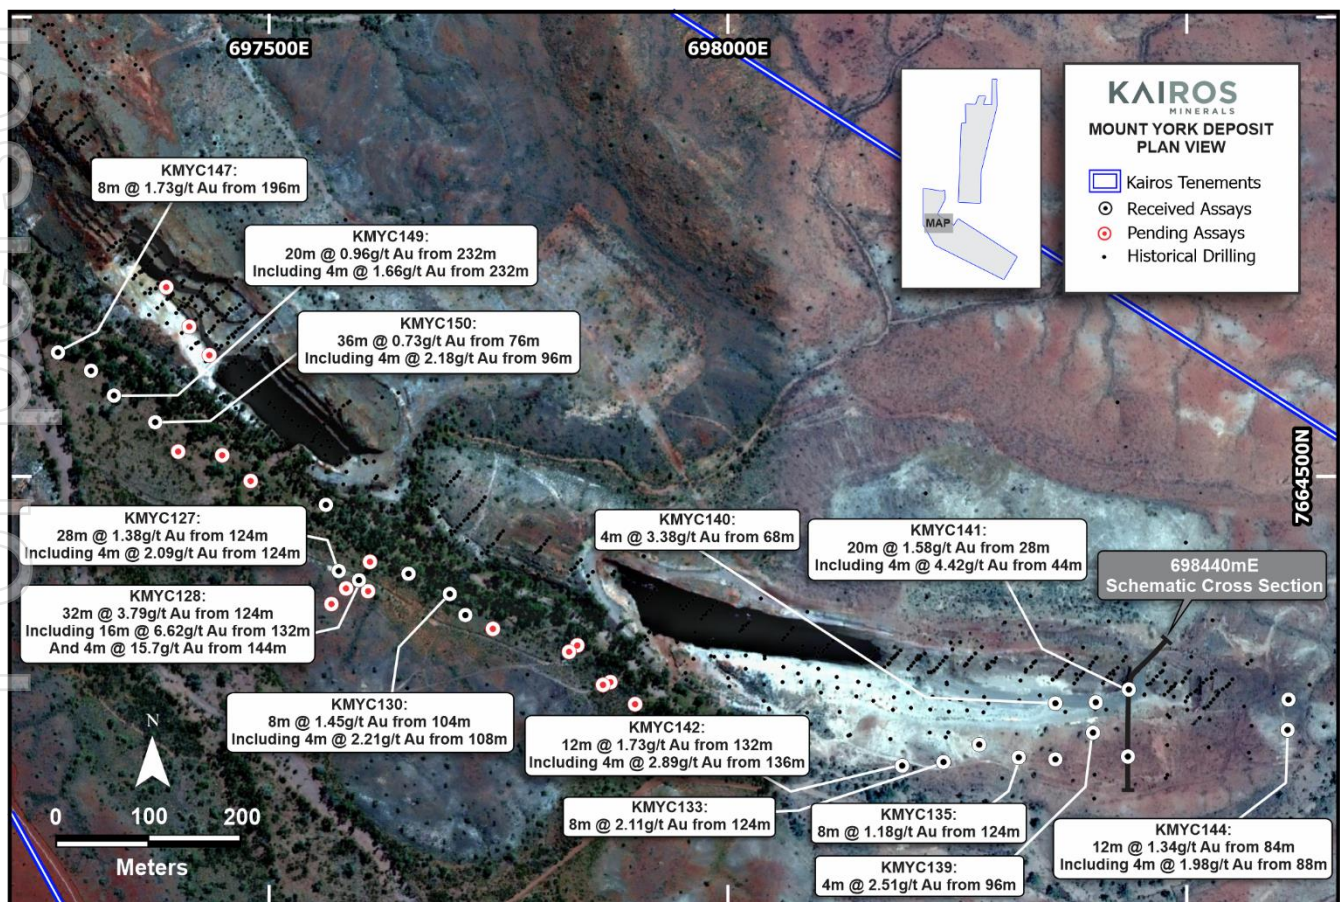 697500E
698000E
KAIROS
MINERALS
MOUNT YORK DEPOSIT
PLAN VIEW
Kairos Tenements
Received Assays
Pending Assays
Historical Drilling
MAP
KMYC147:
8m @ 1.73g/t Au from 196m
KMYC149:
20m @ 0.96g/t Au from 232m
Including 4m @ 1.66g/t Au from 232m
KMYC150:
36m @ 0.73g/t Au from 76m
Including 4m @ 2.18g/t Au from 96m
7664500N
KMYC127:
28m @ 1.38g/t Au from 124m
Including 4m @ 2.09g/t Au from 124m
KMYC140:
4m @ 3.38g/t Au from 68m
KMYC141:
20m @ 1.58g/t Au from 28m
Including 4m @ 4.42g/t Au from 44m
698440mE
Schematic Cross Section
KMYC128:
32m @ 3.79g/t Au from 124m
Including 16m @ 6.62g/t Au from 132m
And 4m @ 15.7g/t Au from 144m
KMYC130:
8m @ 1.45g/t Au from 104m
Including 4m @ 2.21g/t Au from 108m
KMYC142:
12m @ 1.73g/t Au from 132m
Including 4m @ 2.89g/t Au from 136m
KMYC133:
8m @ 2.11g/t Au from 124m
KMYC135:
8m @ 1.18g/t Au from 124m
KMYC139:
4m @ 2.51g/t Au from 96m
KMYC144:
12m @ 1.34g/t Au from 84m
Including 4m @ 1.98g/t Au from 88m
N
0 100 200
Meters